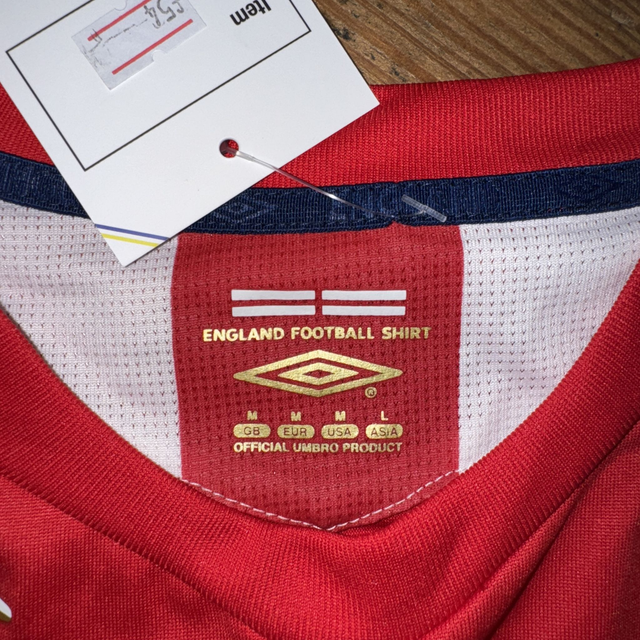 Item
ENGLAND FOOTBALL SHIRT
®
M M M L
GB EUR USA ASIA
OFFICIAL UMBRO PRODUCT